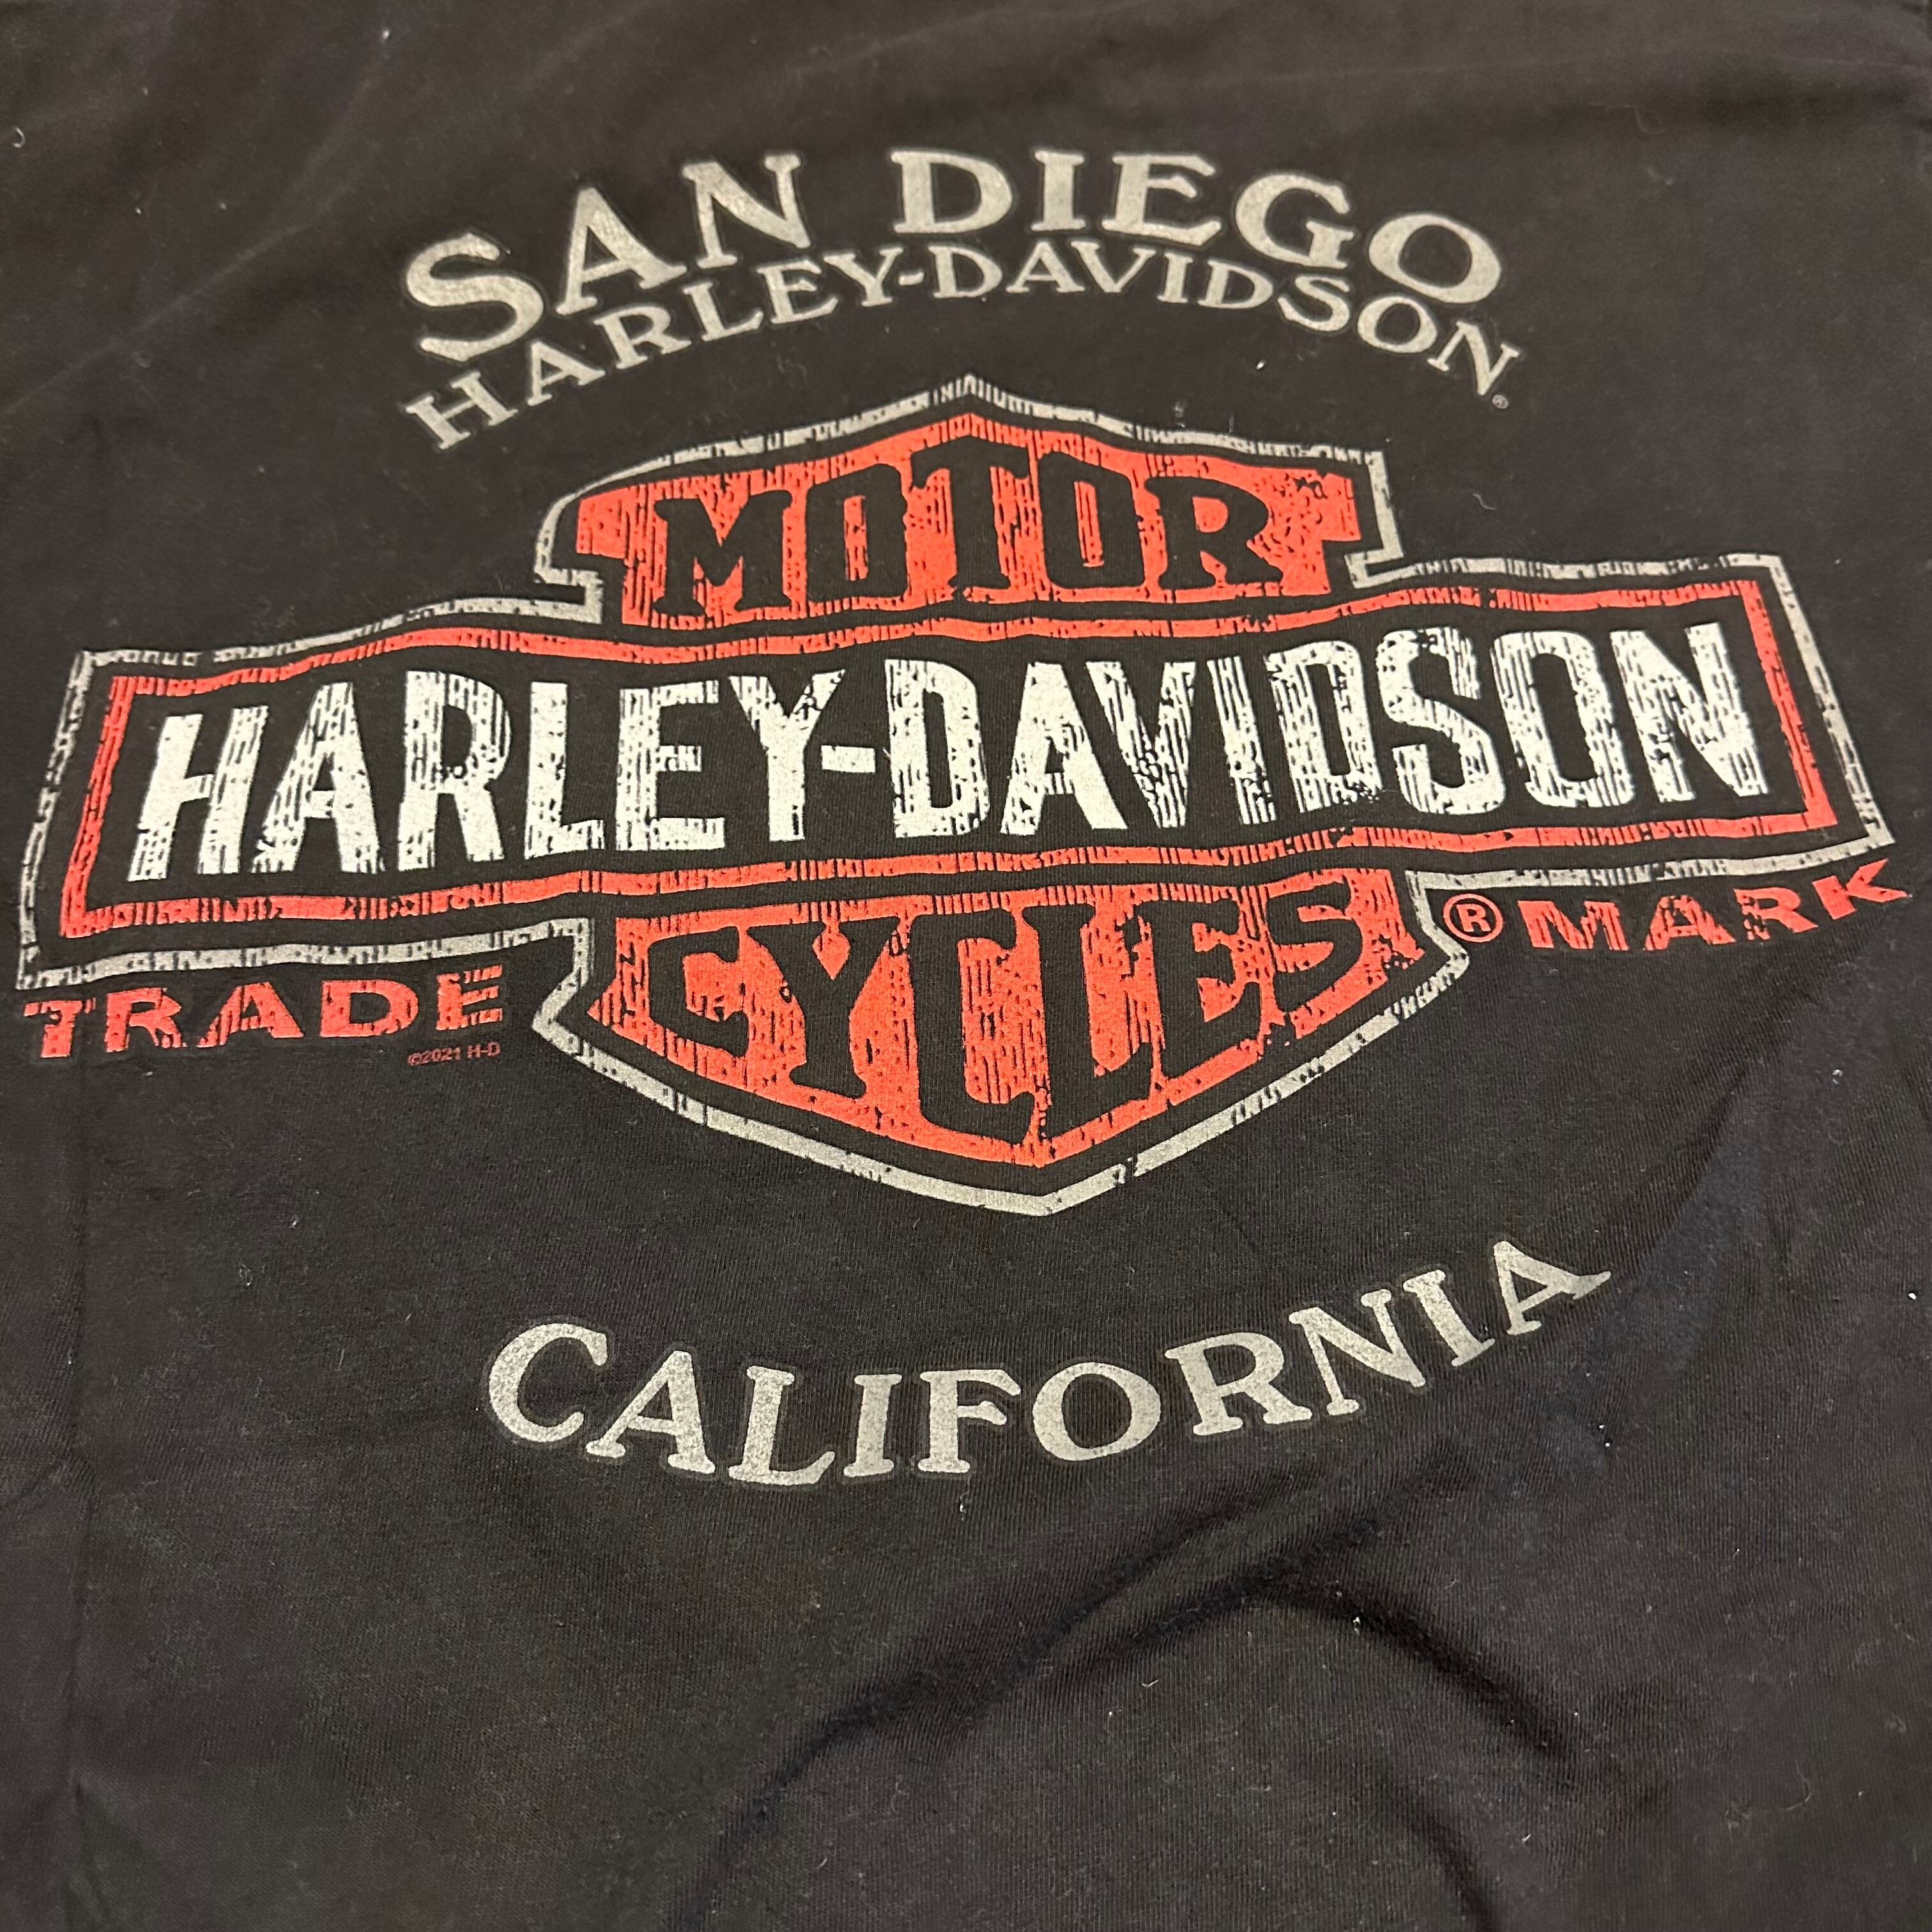 SAN DIEGO
HARLEY-DAVIDSON®
MOTOR
HARLEY-DAVIDSON
CYCLES
TRADE ® MARK
©2021 H-D
CALIFORNIA